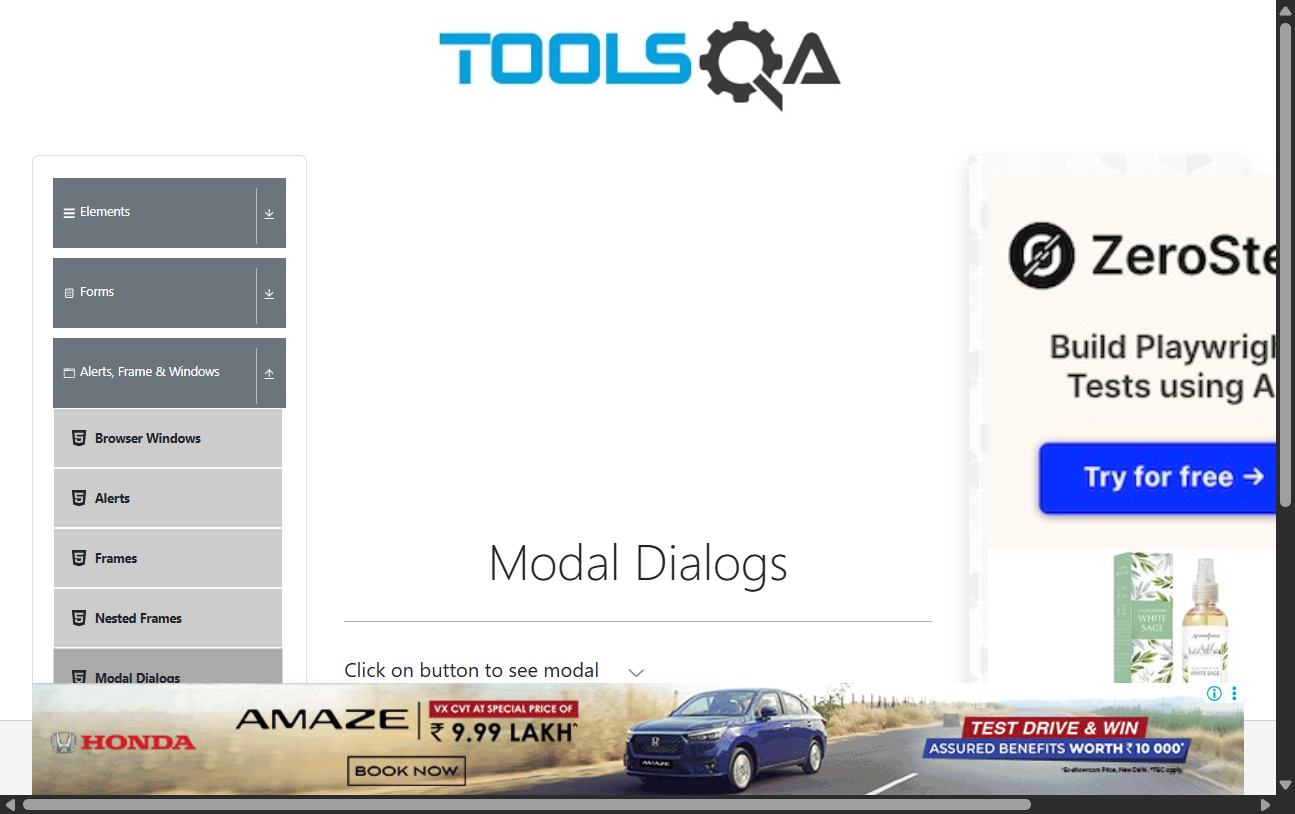 TOOLSQA
Elements
Forms
Alerts, Frame & Windows
Browser Windows
Alerts
Frames
Nested Frames
Modal Dialogs
Modal Dialogs
Click on button to see modal
ZeroSte
Build Playwrigh
Tests using A
Try for free →
WHITE
SAGE
WHITE SAGE
HONDA
AMAZE
VX CVT AT SPECIAL PRICE OF
₹ 9.99 LAKH*
BOOK NOW
AMAZE
TEST DRIVE & WIN
ASSURED BENEFITS WORTH ₹ 10 000*
*Ex-showroom Price, New Delhi. *T&C apply.